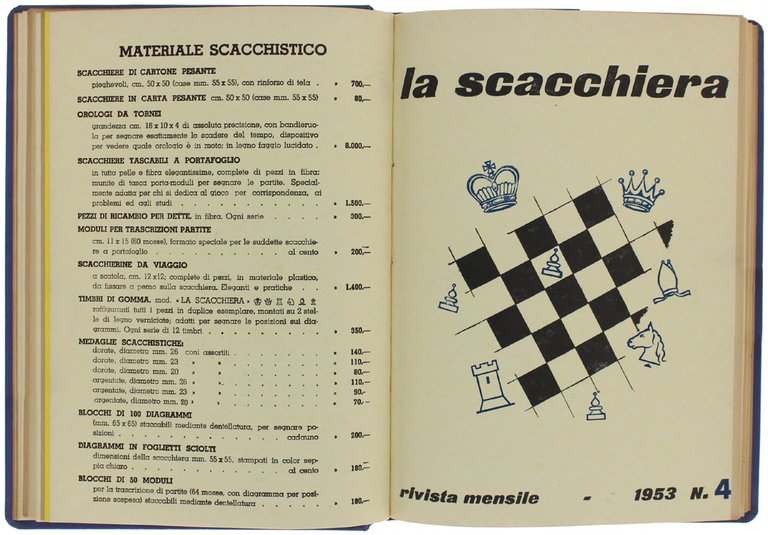 MATERIALE SCACCHISTICO
SCACCHIERE DI CARTONE PESANTE
pieghevoli, cm. 50 x 50 (case mm. 55 x 55), con rinforzo di tela . » 700,—
SCACCHIERE IN CARTA PESANTE cm. 50 x 50 (case mm. 55 x 55) » 80,—
OROLOGI DA TORNEI
grandezza cm. 18 x 10 x 4 di assoluta precisione, con bandieruo-
la per segnare esattamente lo scadere del tempo, dispositivo
per vedere quale orologio è in moto; in legno faggio lucidato . » 8.000,—
SCACCHIERE TASCABILI A PORTAFOGLIO
in tutta pelle e fibra elegantissime, complete di pezzi in fibra:
munite di tasca porta-moduli per segnare le partite. Special-
mente adatta per chi si dedica al gioco per corrispondenza, ai
problemi ed agli studi . . . . . . . . . . » 1.500,—
PEZZI DI RICAMBIO PER DETTE, in fibra. Ogni serie . . . . » 300,—
MODULI PER TRASCRIZIONI PARTITE
cm. 11 x 15 (60 mosse), formato speciale per le suddette scacchie-
re a portafoglio . . . . . . . al cento » 200,—
SCACCHIERINE DA VIAGGIO
a scatola, cm. 12 x 12; complete di pezzi, in materiale plastico,
da fissare a perno sulla scacchiera. Eleganti e pratiche . . » 1.400,—
TIMBRI DI GOMMA, mod. «LA SCACCHIERA» ♔ ♕ ♖ ♘ ♗ ♙
raffiguranti tutti i pezzi in duplice esemplare, montati su 2 stel-
le di legno verniciate; adatti per segnare le posizioni sui dia-
grammi. Ogni serie di 12 timbri . . . . . . . » 350,—
MEDAGLIE SCACCHISTICHE:
dorate, diametro mm. 26 coni assortiti . . . . . . » 140,—
dorate, diametro mm. 23 » » . . . . . . » 110,—
dorate, diametro mm. 20 » » . . . . . . » 80,—
argentate, diametro mm. 26 » » . . . . . . » 110,—
argentate, diametro mm. 23 » » . . . . . . » 90,-
argentate, diametro mm. 20 » » . . . . . . » 70,-
BLOCCHI DI 100 DIAGRAMMI
(mm. 65 x 65) staccabili mediante dentellatura, per segnare po-
sizioni . . . . . . . . . . cadauno » 200,—
DIAGRAMMI IN FOGLIETTI SCIOLTI
dimensioni della scacchiera mm. 55 x 55, stampati in color sep-
pia chiaro . . . . . . . . . al cento » 180,—
BLOCCHI DI 50 MODULI
per la trascrizione di partite (64 mosse, con diagramma per posi-
zione sospesa) staccabili mediante dentellatura . . . . » 180,—
la scacchiera
rivista mensile - 1953 N. 4